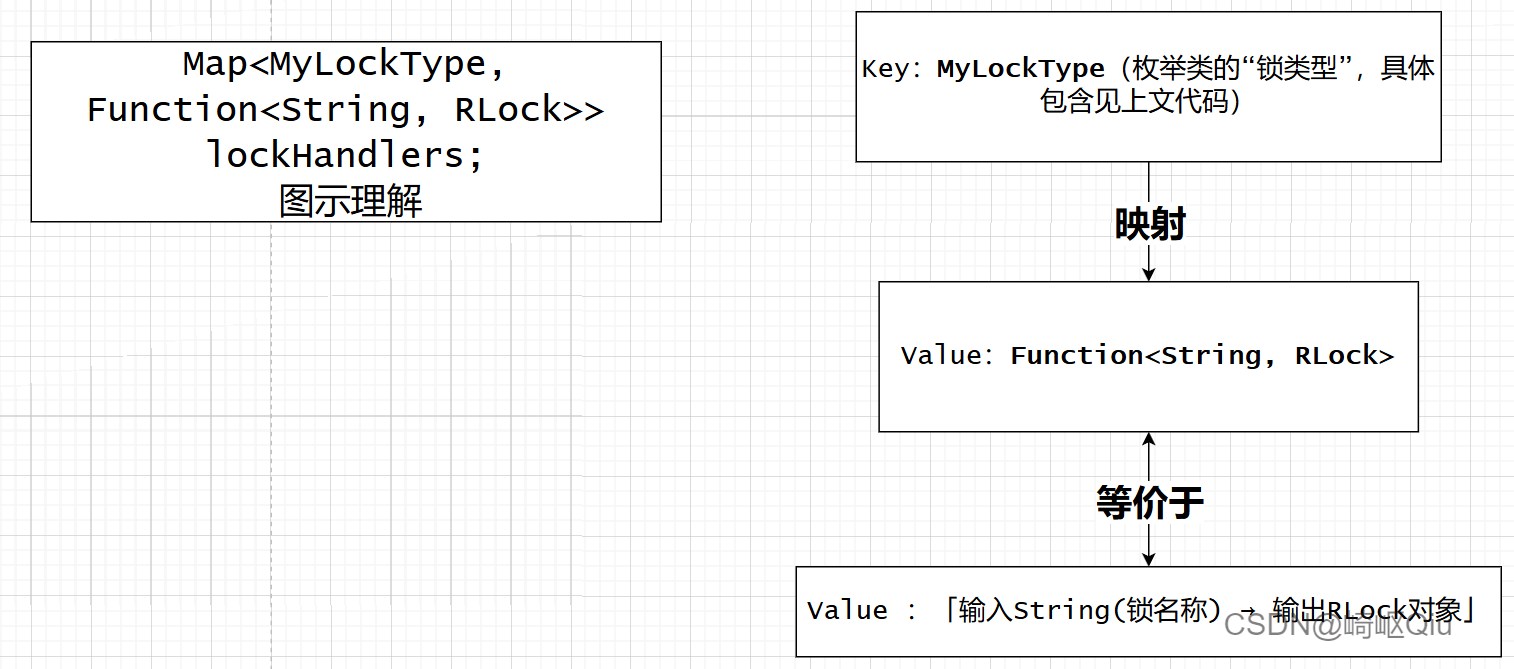 Map<MyLockType,
Function<String, RLock>>
lockHandlers;
图示理解
Key：MyLockType（枚举类的“锁类型”，具体
包含见上文代码）
映射
Value：Function<String, RLock>
等价于
Value ：「输入String(锁名称) → 输出RLock对象」
CSDN@崎岖Qiu